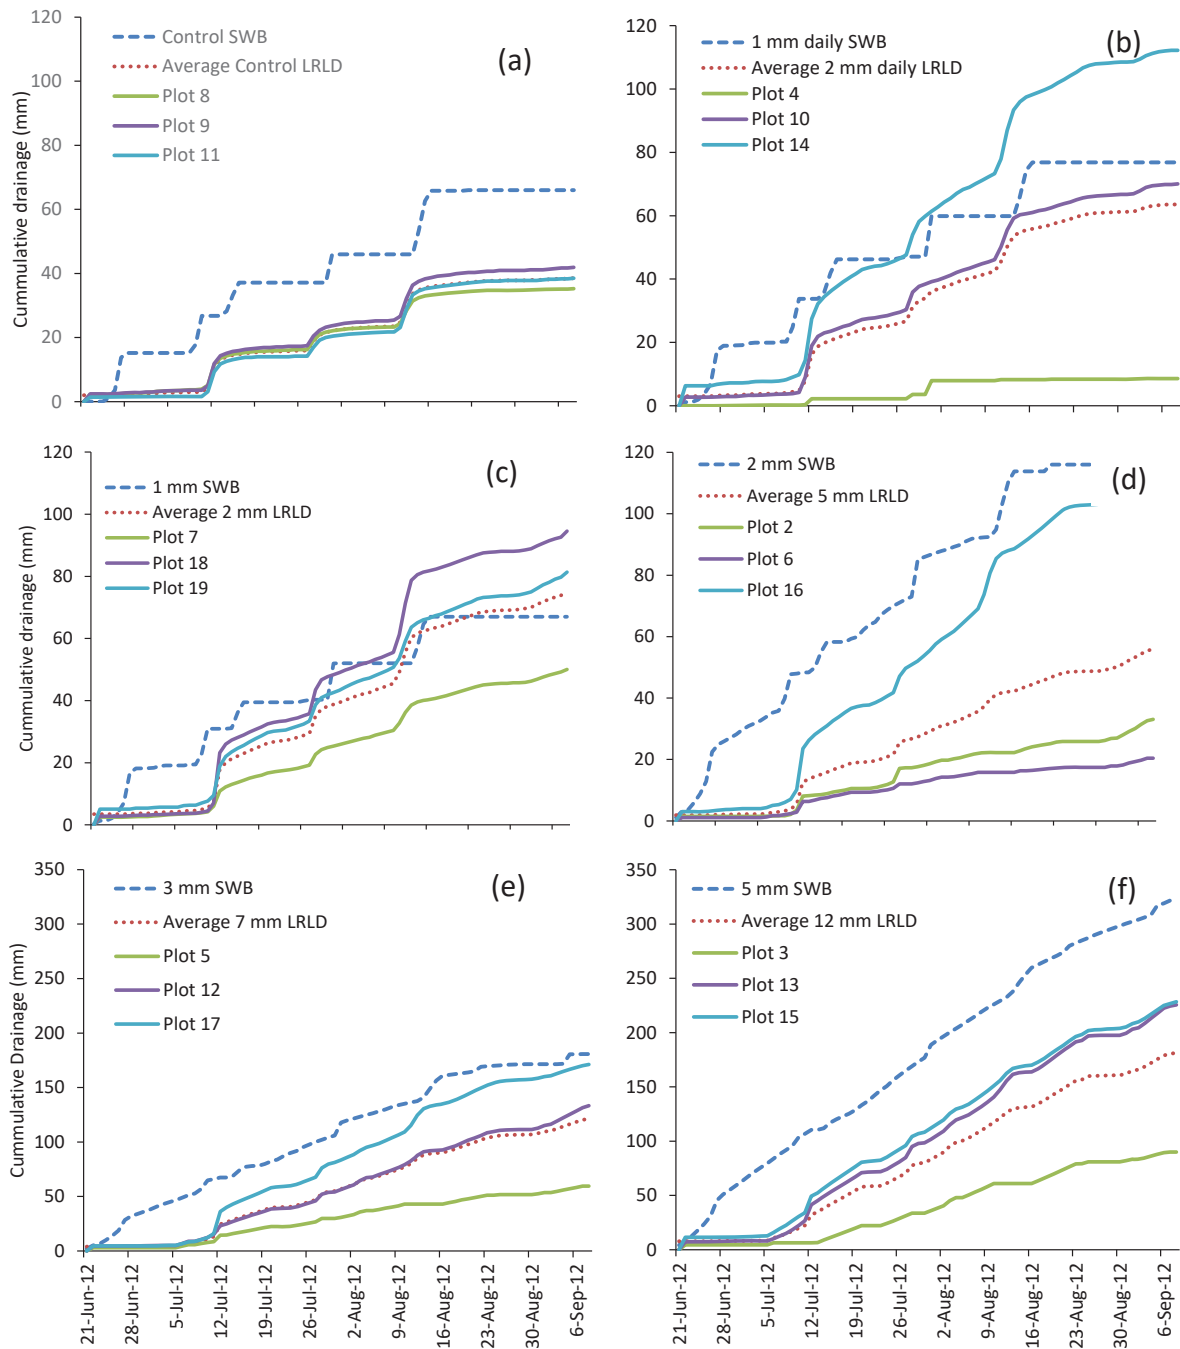 Cummulative drainage (mm)
120
100
80
60
40
20
0
Control SWB
Average Control LRLD
Plot 8
Plot 9
Plot 11
(a)
120
100
80
60
40
20
0
1 mm daily SWB
Average 2 mm daily LRLD
Plot 4
Plot 10
Plot 14
(b)
Cummulative drainage (mm)
120
100
80
60
40
20
0
1 mm SWB
Average 2 mm LRLD
Plot 7
Plot 18
Plot 19
(c)
120
100
80
60
40
20
0
2 mm SWB
Average 5 mm LRLD
Plot 2
Plot 6
Plot 16
(d)
Cummulative Drainage (mm)
350
300
250
200
150
100
50
0
3 mm SWB
Average 7 mm LRLD
Plot 5
Plot 12
Plot 17
(e)
21-Jun-12
28-Jun-12
5-Jul-12
12-Jul-12
19-Jul-12
26-Jul-12
2-Aug-12
9-Aug-12
16-Aug-12
23-Aug-12
30-Aug-12
6-Sep-12
350
300
250
200
150
100
50
0
5 mm SWB
Average 12 mm LRLD
Plot 3
Plot 13
Plot 15
(f)
21-Jun-12
28-Jun-12
5-Jul-12
12-Jul-12
19-Jul-12
26-Jul-12
2-Aug-12
9-Aug-12
16-Aug-12
23-Aug-12
30-Aug-12
6-Sep-12